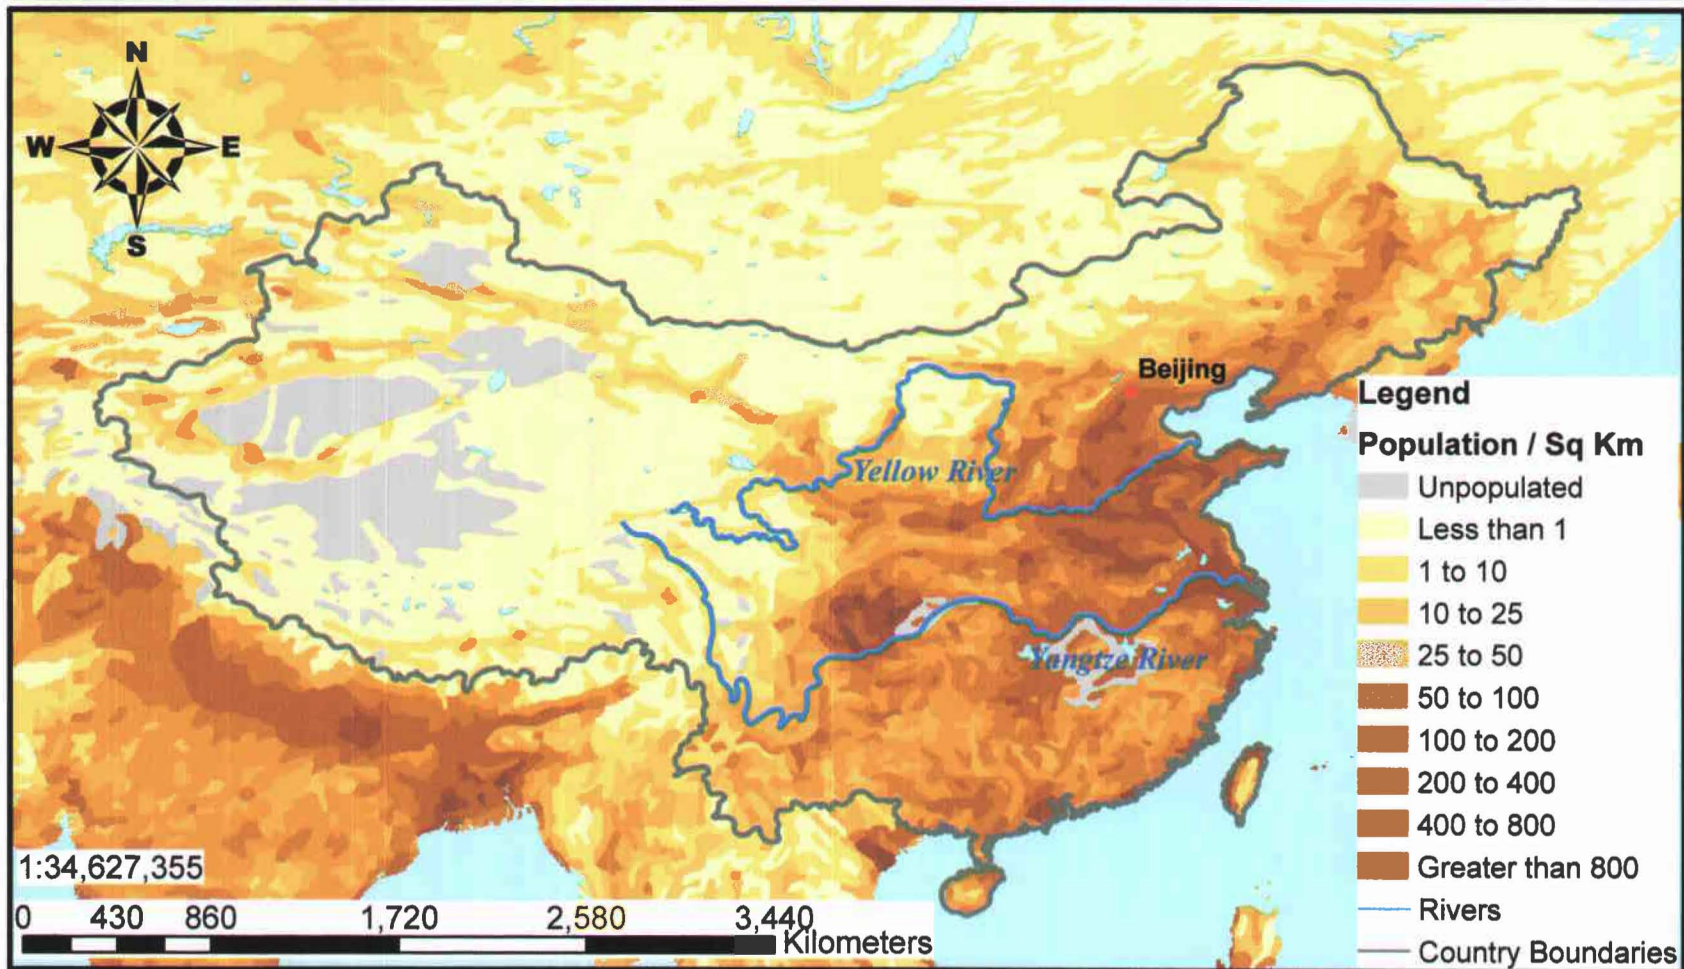 N
W
E
S
Beijing
Yellow River
Yangtze River
Legend
Population / Sq Km
Unpopulated
Less than 1
1 to 10
10 to 25
25 to 50
50 to 100
100 to 200
200 to 400
400 to 800
Greater than 800
Rivers
Country Boundaries
1:34,627,355
0 430 860 1,720 2,580 3,440
Kilometers